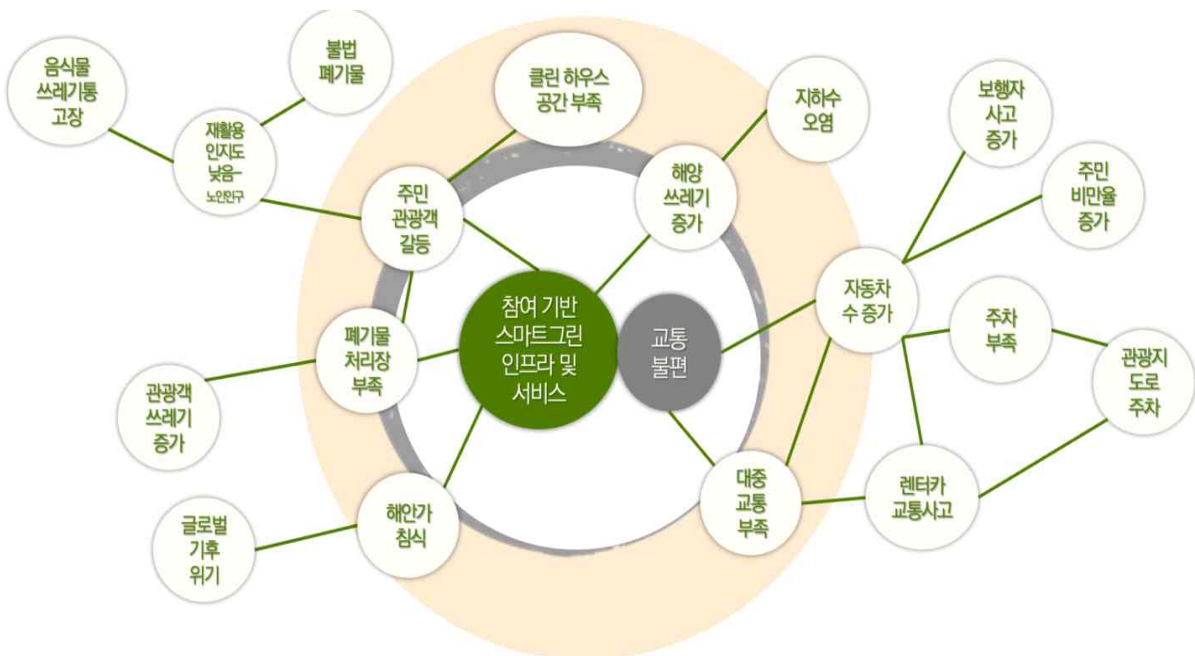 음식물
쓰레기통
고장
불법
폐기물
재활용
인지도
낮음-
노인인구
클린 하우스
공간 부족
주민
관광객
갈등
해양
쓰레기
증가
지하수
오염
보행자
사고
증가
주민
비만율
증가
참여 기반
스마트그린
인프라 및
서비스
교통
불편
자동차
수 증가
주차
부족
관광지
도로
주차
폐기물
처리장
부족
관광객
쓰레기
증가
대중
교통
부족
렌터카
교통사고
해안가
침식
글로벌
기후
위기